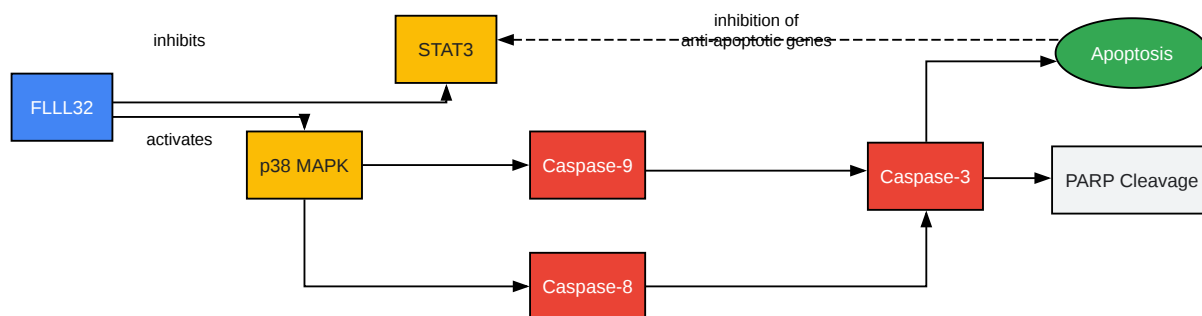 inhibition of
anti-apoptotic genes
inhibits
STAT3
Apoptosis
FLLL32
activates
p38 MAPK
Caspase-9
Caspase-3
PARP Cleavage
Caspase-8